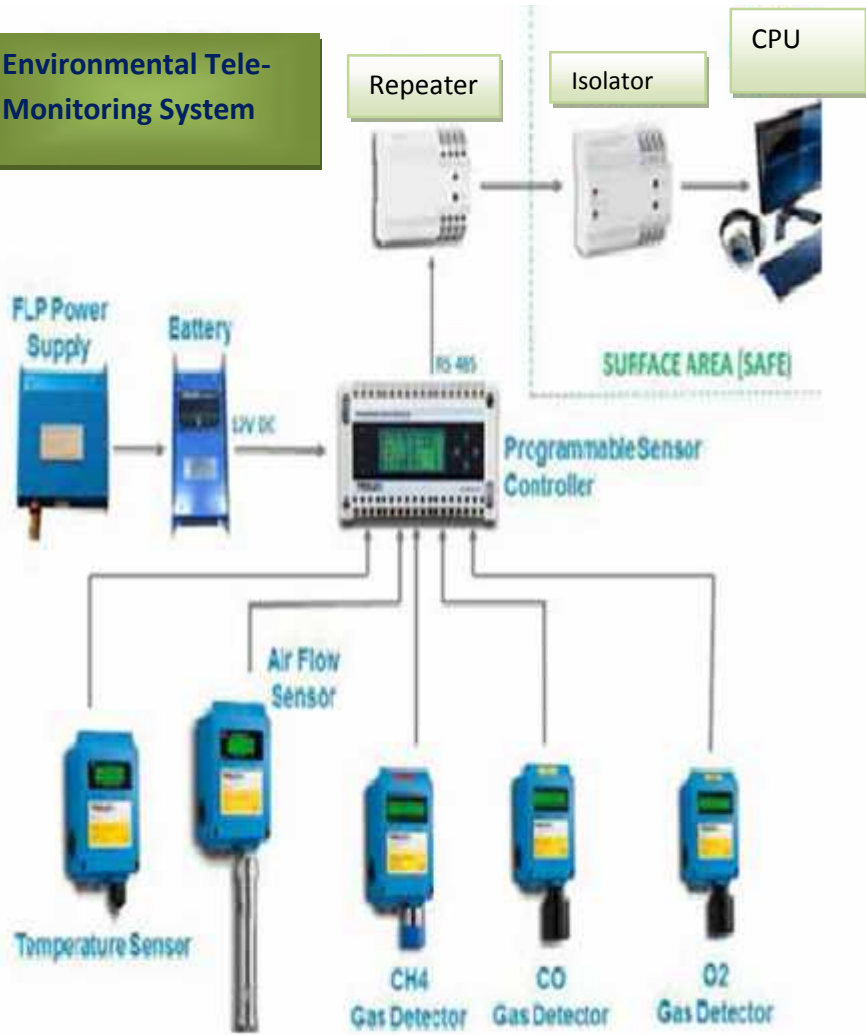 Environmental Tele-
Monitoring System
Repeater
Isolator
CPU
FLP Power
Supply
Battery
12V DC
RS 485
SURFACE AREA (SAFE)
Programmable Sensor
Controller
Air Flow
Sensor
Temperature Sensor
CH4
Gas Detector
CO
Gas Detector
O2
Gas Detector